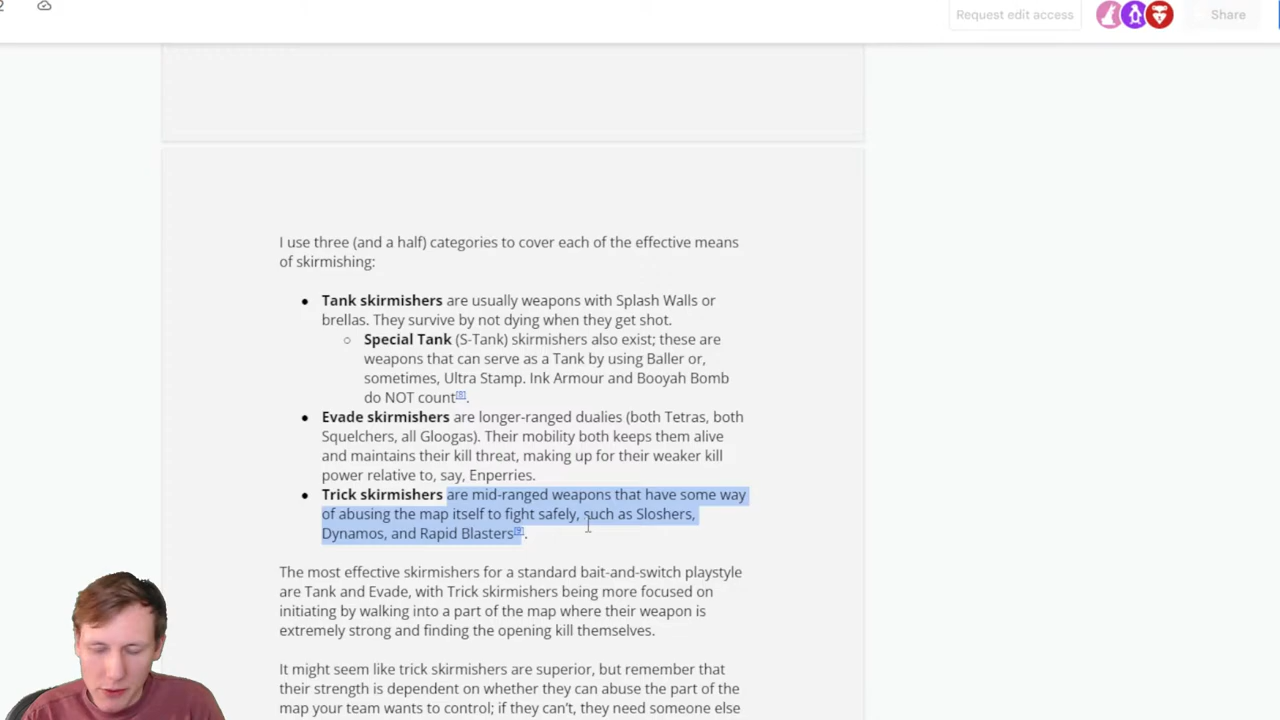 2
Request edit access
Share
I use three (and a half) categories to cover each of the effective means
of skirmishing:
● Tank skirmishers are usually weapons with Splash Walls or
brellas. They survive by not dying when they get shot.
○ Special Tank (S-Tank) skirmishers also exist; these are
weapons that can serve as a Tank by using Baller or,
sometimes, Ultra Stamp. Ink Armour and Booyah Bomb
do NOT count[8].
● Evade skirmishers are longer-ranged dualies (both Tetras, both
Squelchers, all Gloogas). Their mobility both keeps them alive
and maintains their kill threat, making up for their weaker kill
power relative to, say, Enperries.
● Trick skirmishers are mid-ranged weapons that have some way
of abusing the map itself to fight safely, such as Sloshers,
Dynamos, and Rapid Blasters[9].
The most effective skirmishers for a standard bait-and-switch playstyle
are Tank and Evade, with Trick skirmishers being more focused on
initiating by walking into a part of the map where their weapon is
extremely strong and finding the opening kill themselves.
It might seem like trick skirmishers are superior, but remember that
their strength is dependent on whether they can abuse the part of the
map your team wants to control; if they can't, they need someone else